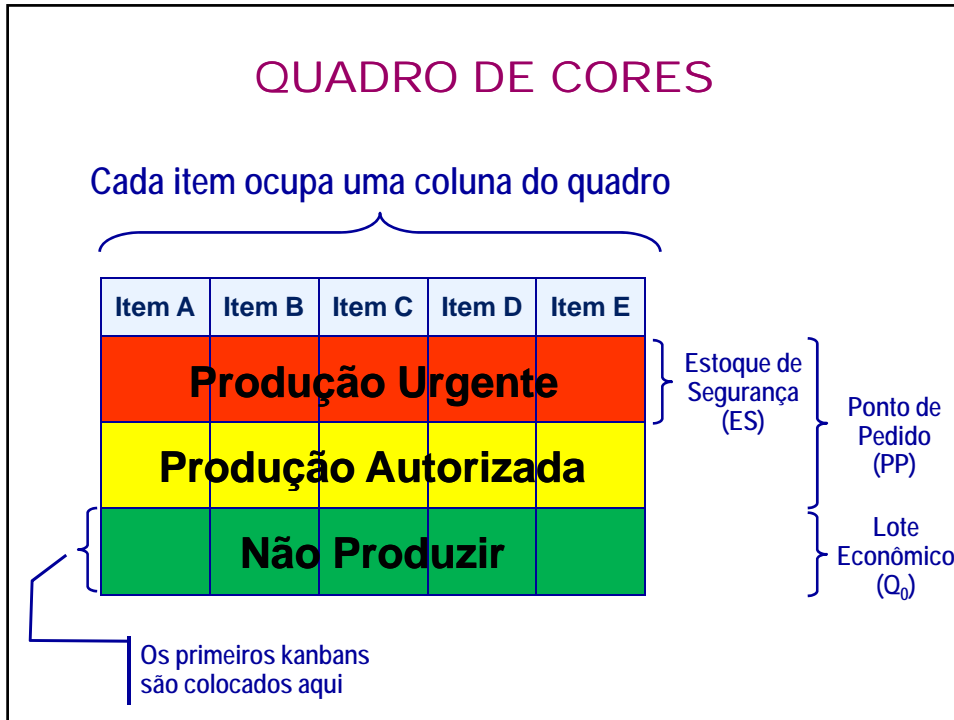 QUADRO DE CORES
Cada item ocupa uma coluna do quadro
Item A Item B Item C Item D Item E
Produção Urgente
Produção Autorizada
Não Produzir
Estoque de
Segurança
(ES)
Ponto de
Pedido
(PP)
Lote
Econômico
(Q₀)
Os primeiros kanbans
são colocados aqui